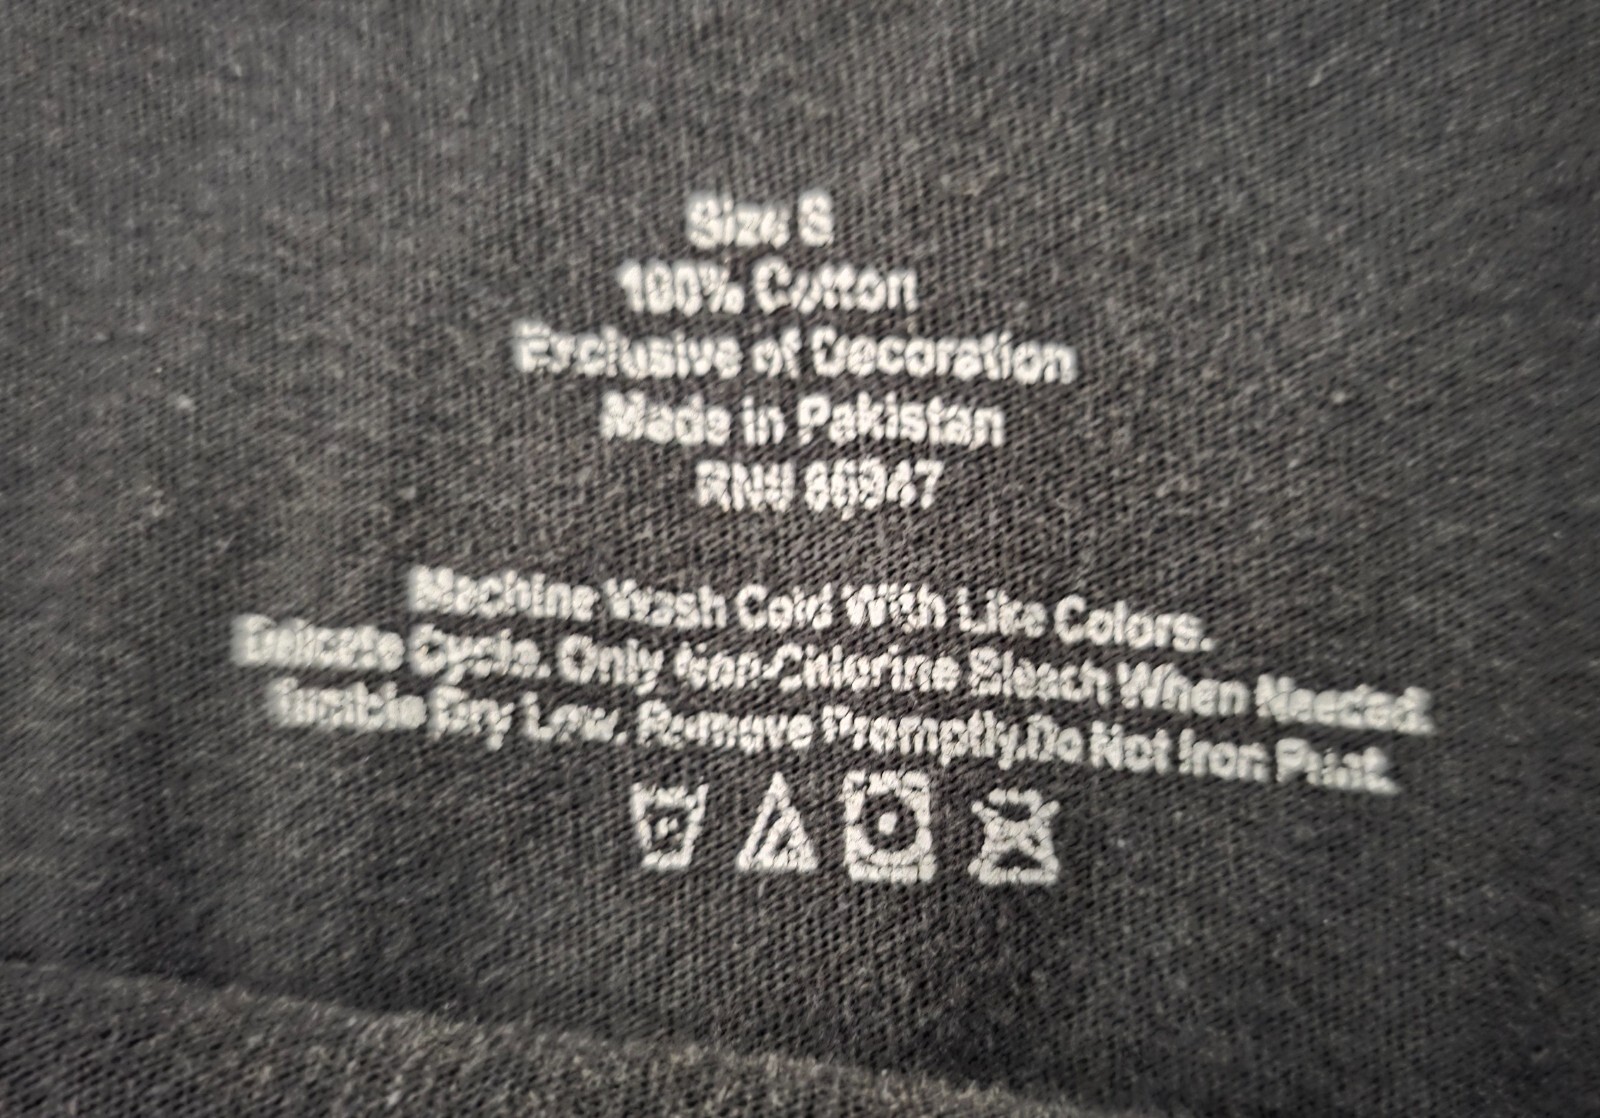 Size S
100% Cotton
Exclusive of Decoration
Made in Pakistan
RN#
Machine Wash Cold With Like Colors.
Delicate Cycle. Only Non-Chlorine Bleach When Needed.
Tumble Dry Low. Remove Promptly.Do Not Iron Print.